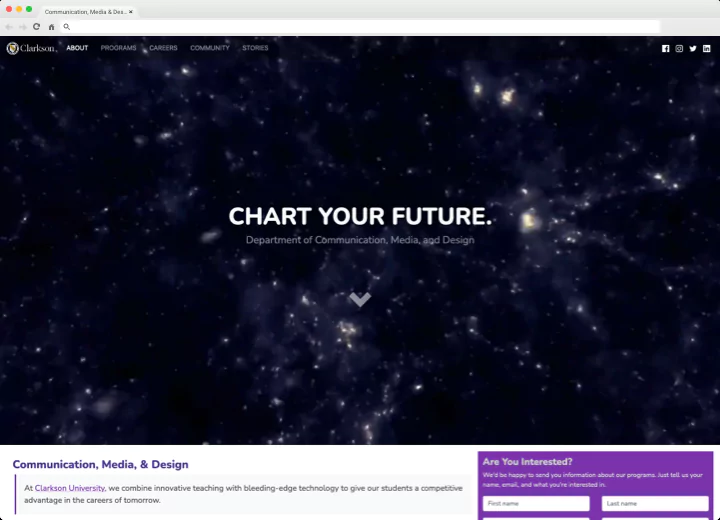 Communication, Media & Des...
Clarkson
ABOUT
PROGRAMS
CAREERS
COMMUNITY
STORIES
CHART YOUR FUTURE.
Department of Communication, Media, and Design
Communication, Media, & Design
At Clarkson University, we combine innovative teaching with bleeding-edge technology to give our students a competitive
advantage in the careers of tomorrow.
Are You Interested?
We'd be happy to send you information about our programs. Just tell us your
name, email, and what you're interested in.
First name
Last name